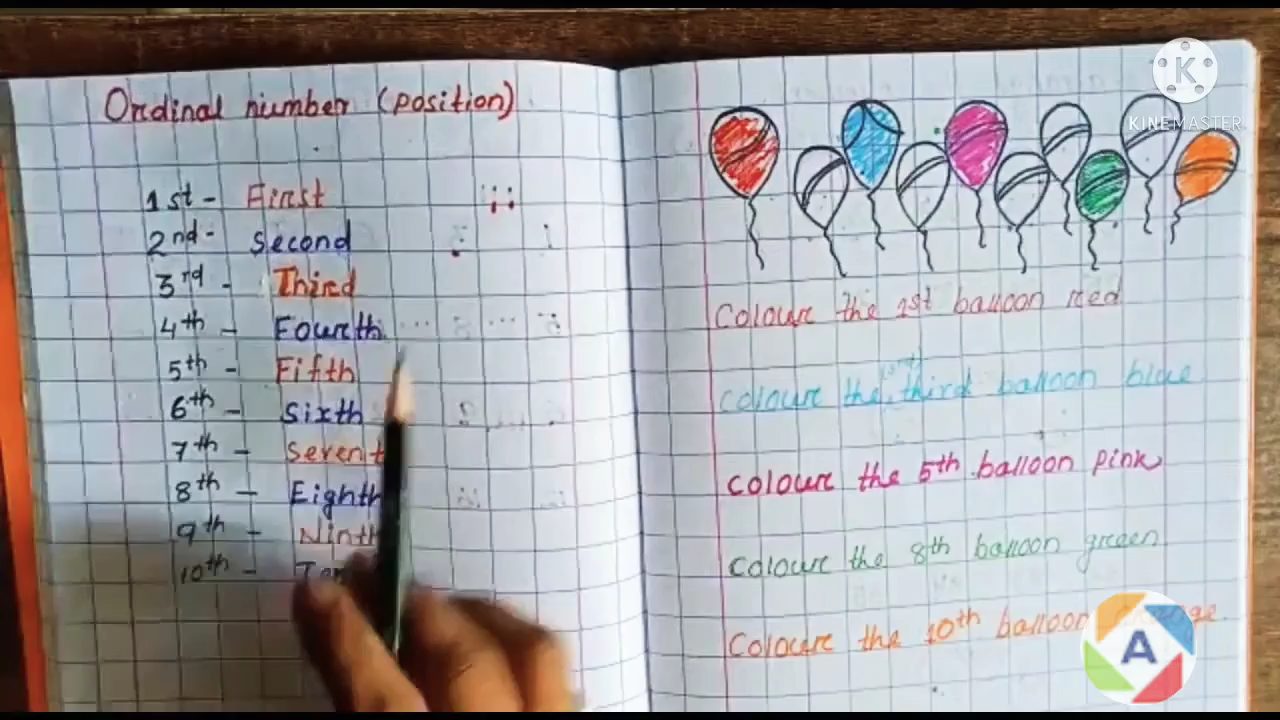 Ordinal number (position)
1st - First
2nd - Second
3rd - Third
4th - Fourth
5th - Fifth
6th - Sixth
7th - Sevent
8th - Eighth
9th - Ninth
10th -
K
KINEMASTER
Colour the 1st balloon red
Colour the third balloon blue
Colour the 5th balloon pink
Colour the 8th balloon green
Colour the 10th balloon
A